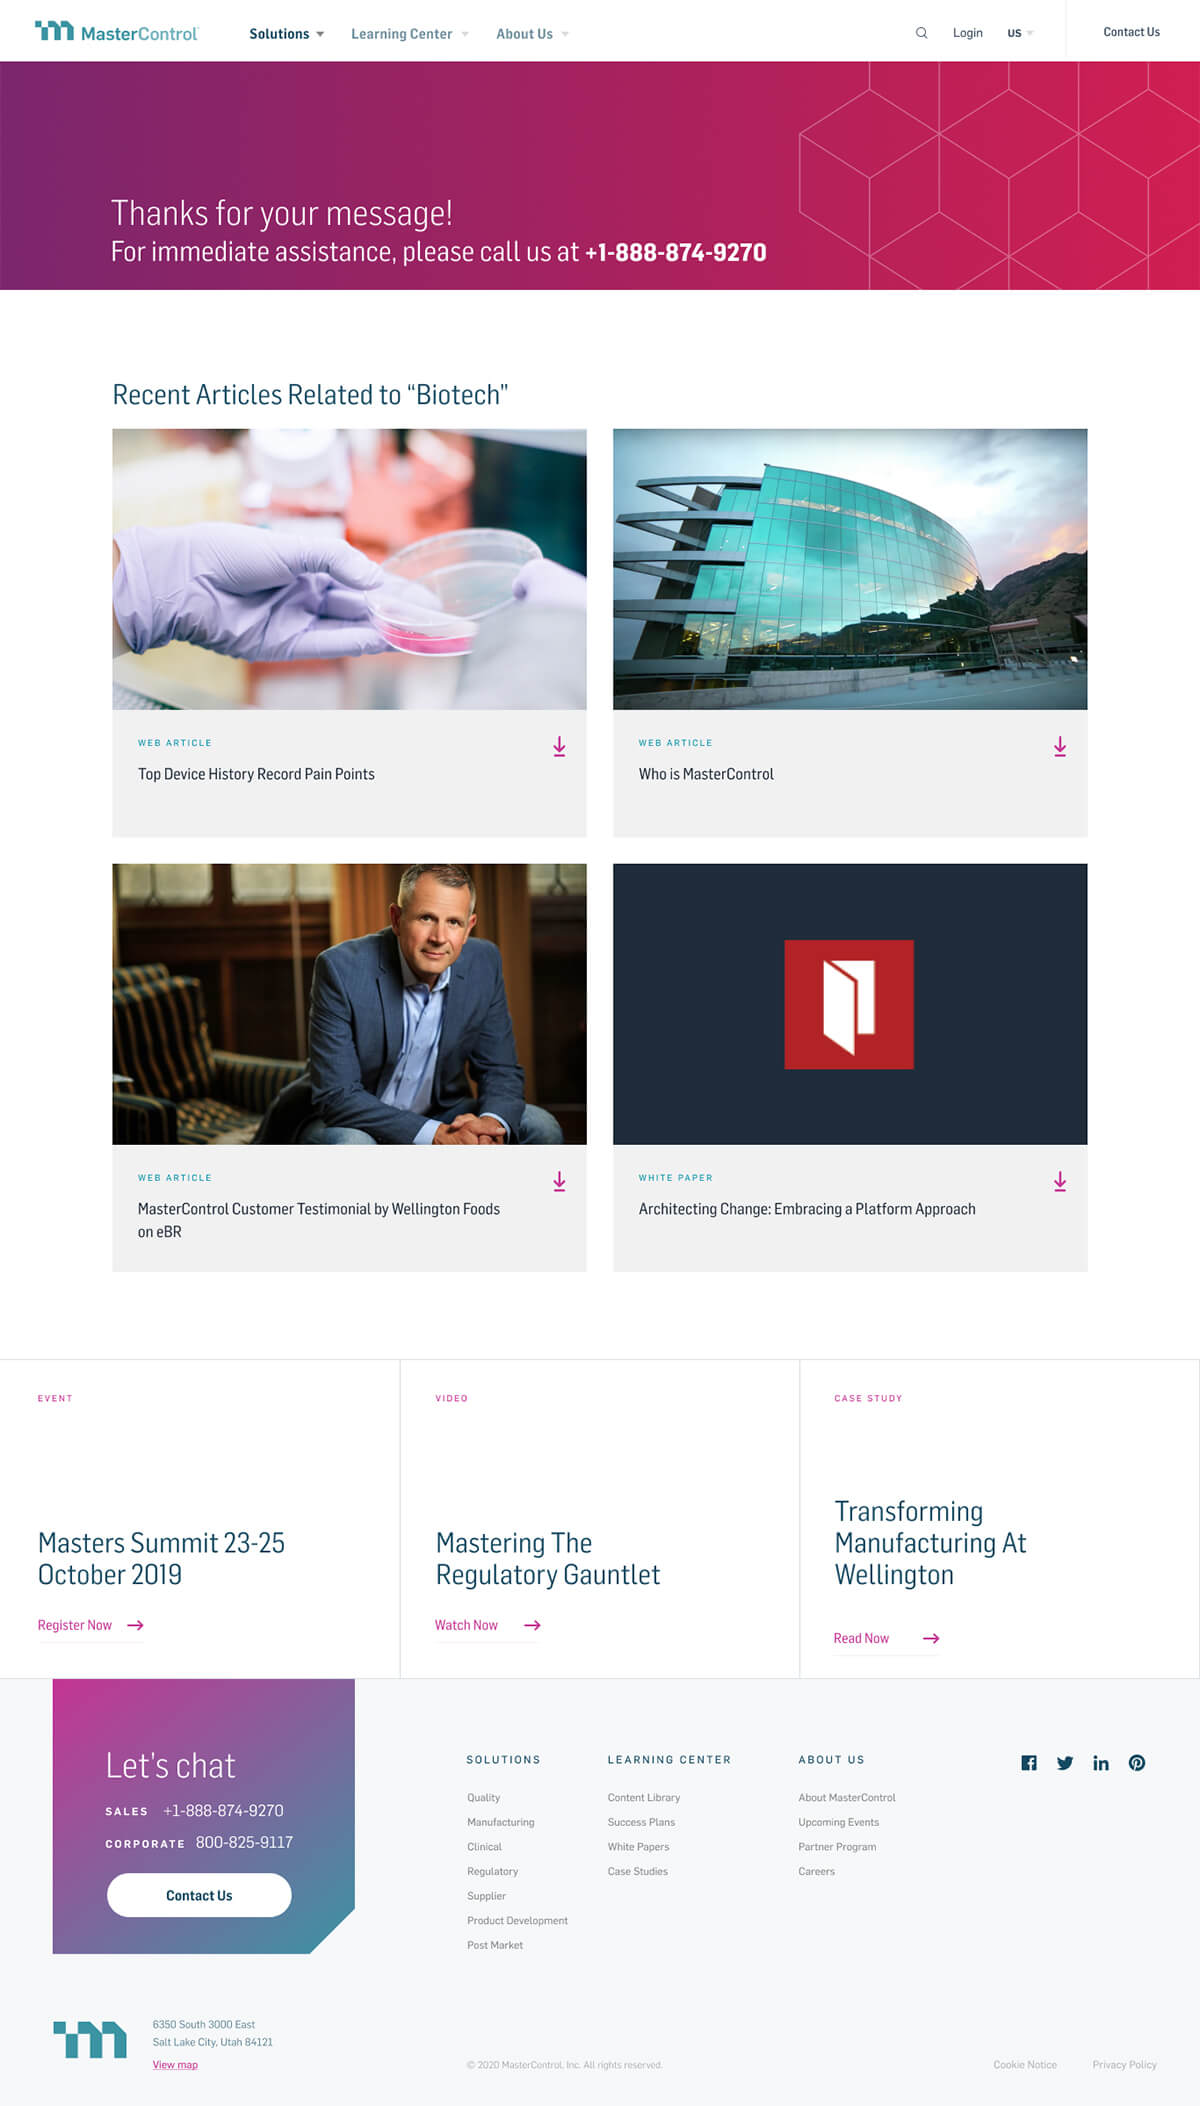 MasterControl
Solutions
Learning Center
About Us
Login
US
Contact Us
Thanks for your message!
For immediate assistance, please call us at +1-888-874-9270
Recent Articles Related to “Biotech”
WEB ARTICLE
Top Device History Record Pain Points
WEB ARTICLE
Who is MasterControl
WEB ARTICLE
MasterControl Customer Testimonial by Wellington Foods
on eBR
WHITE PAPER
Architecting Change: Embracing a Platform Approach
EVENT
Masters Summit 23-25
October 2019
Register Now
VIDEO
Mastering The
Regulatory Gauntlet
Watch Now
CASE STUDY
Transforming
Manufacturing At
Wellington
Read Now
Let's chat
SALES +1-888-874-9270
CORPORATE 800-825-9117
Contact Us
SOLUTIONS
Quality
Manufacturing
Clinical
Regulatory
Supplier
Product Development
Post Market
LEARNING CENTER
Content Library
Success Plans
White Papers
Case Studies
ABOUT US
About MasterControl
Upcoming Events
Partner Program
Careers
6350 South 3000 East
Salt Lake City, Utah 84121
View map
© 2020 MasterControl, Inc. All rights reserved.
Cookie Notice
Privacy Policy